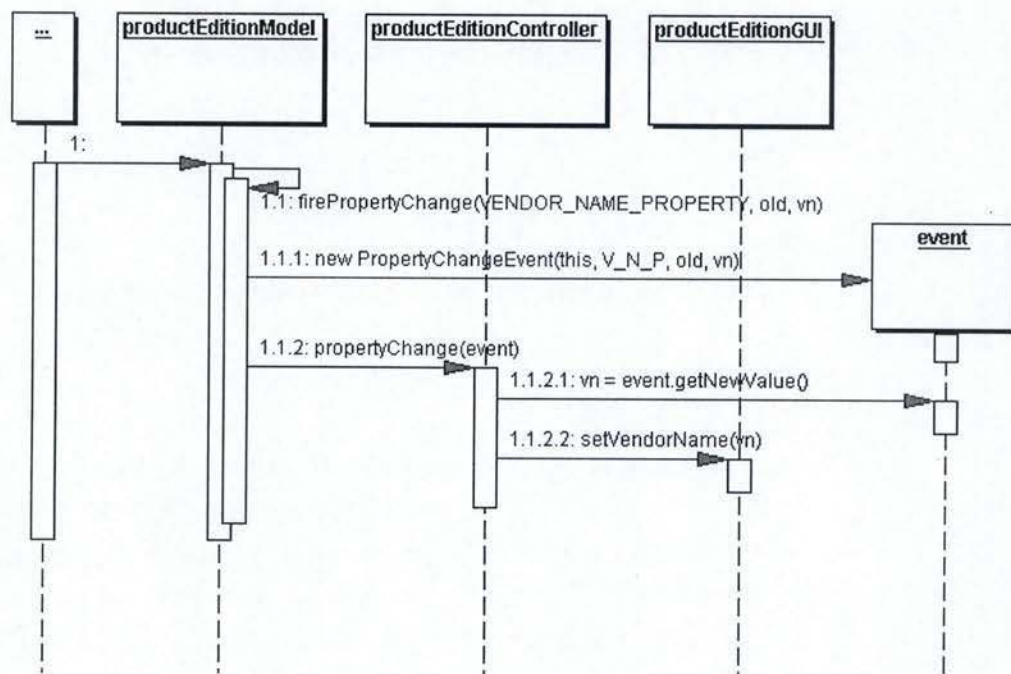 ...
productEditionModel
productEditionController
productEditionGUI
1:
1.1: firePropertyChange(VENDOR_NAME_PROPERTY, old, vn)
event
1.1.1: new PropertyChangeEvent(this, V_N_P, old, vn)
1.1.2: propertyChange(event)
1.1.2.1: vn = event.getNewValue()
1.1.2.2: setVendorName(vn)